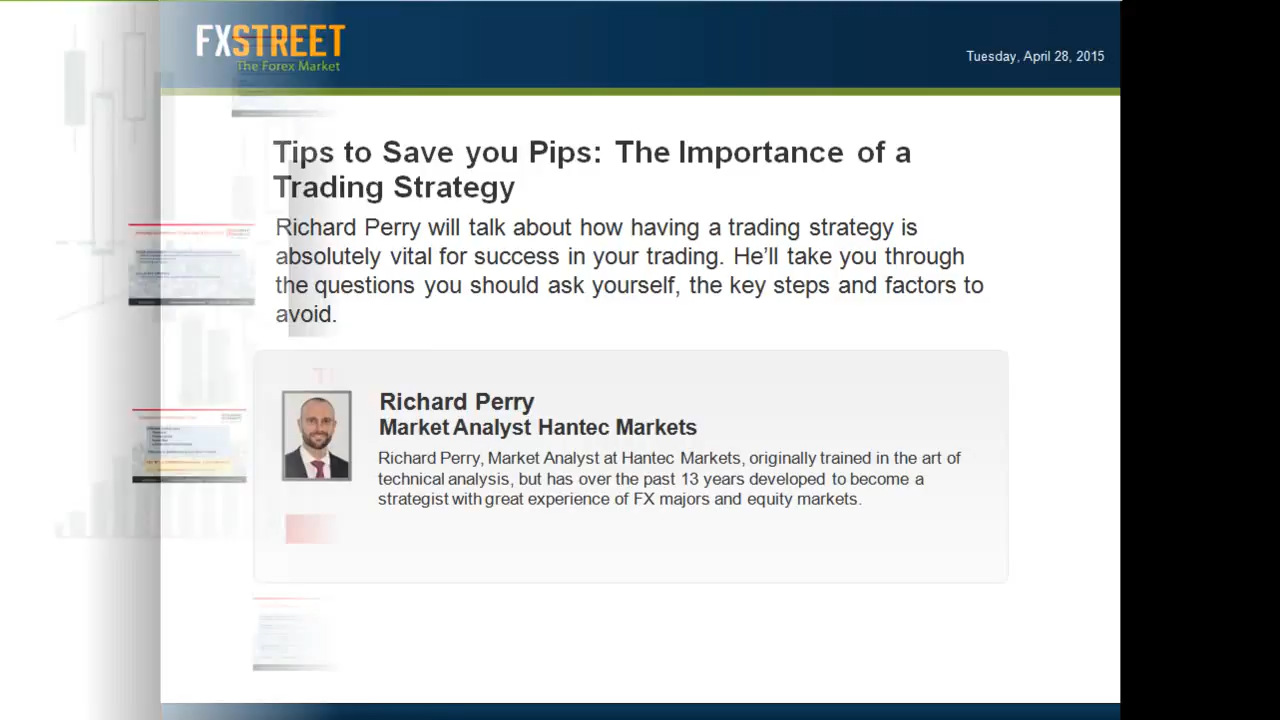 FXSTREET
The Forex Market
Tuesday, April 28, 2015
Tips to Save you Pips: The Importance of a
Trading Strategy
Richard Perry will talk about how having a trading strategy is
absolutely vital for success in your trading. He'll take you through
the questions you should ask yourself, the key steps and factors to
avoid.
Richard Perry
Market Analyst Hantec Markets
Richard Perry, Market Analyst at Hantec Markets, originally trained in the art of
technical analysis, but has over the past 13 years developed to become a
strategist with great experience of FX majors and equity markets.